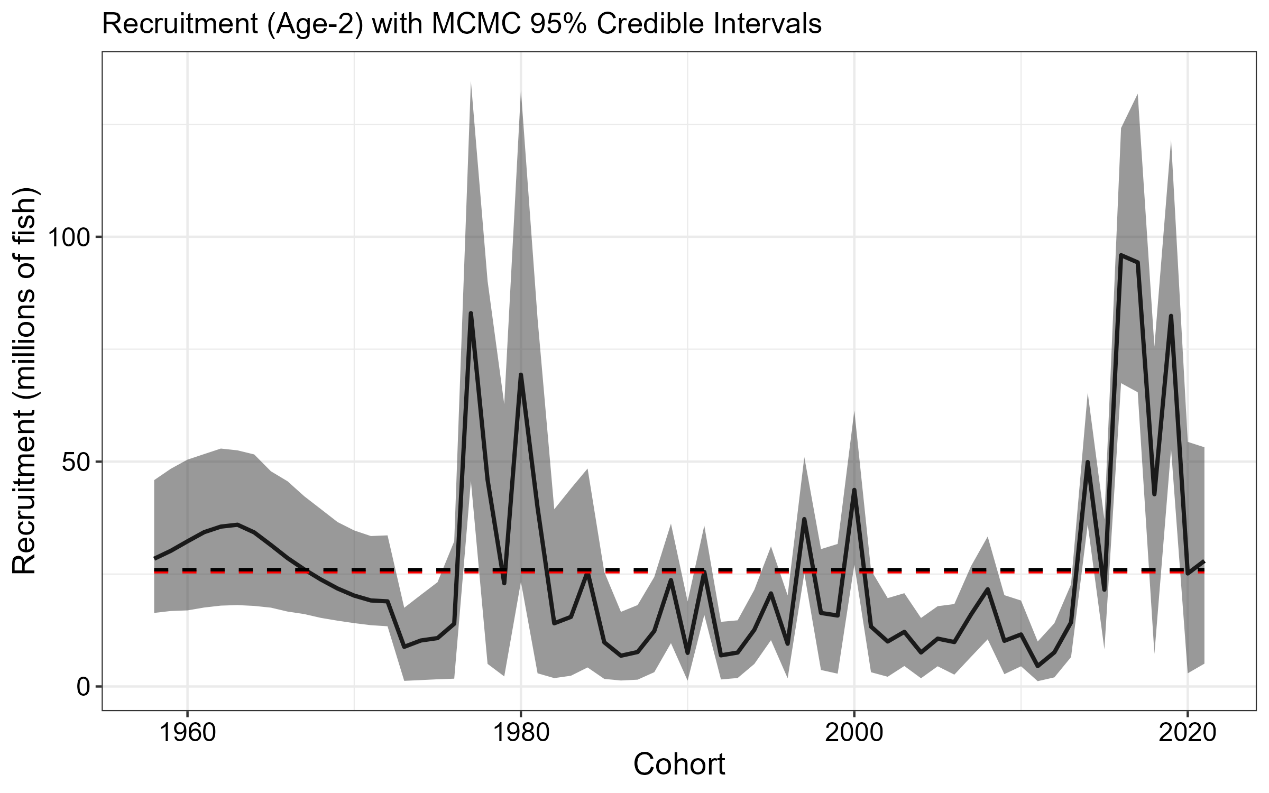 Recruitment (Age-2) with MCMC 95% Credible Intervals
Recruitment (millions of fish)
100
50
0
1960 1980 2000 2020
Cohort